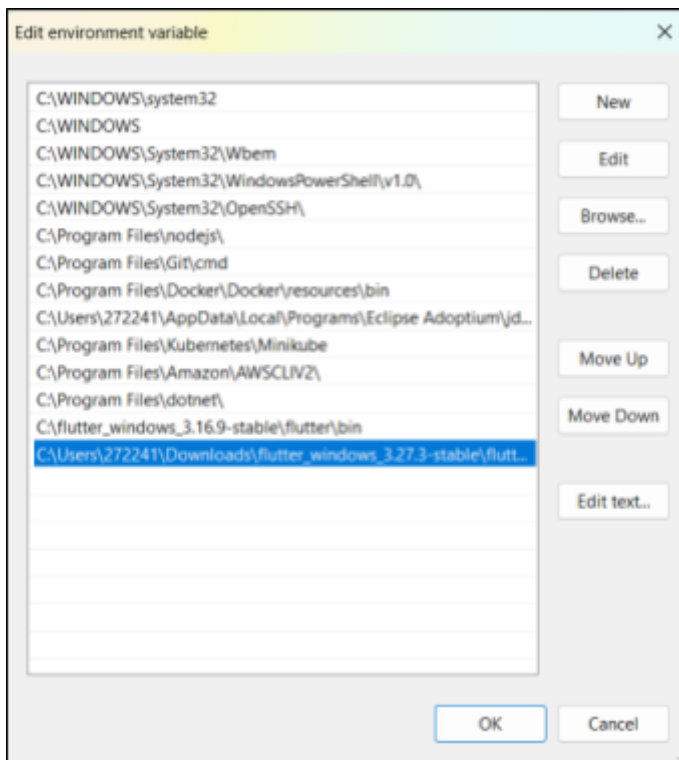 Edit environment variable
C:\WINDOWS\system32
C:\WINDOWS
C:\WINDOWS\System32\Wbem
C:\WINDOWS\System32\WindowsPowerShell\v1.0\
C:\WINDOWS\System32\OpenSSH\
C:\Program Files\nodejs\
C:\Program Files\Git\cmd
C:\Program Files\Docker\Docker\resources\bin
C:\Users\272241\AppData\Local\Programs\Eclipse Adoptium\jd...
C:\Program Files\Kubernetes\Minikube
C:\Program Files\Amazon\AWSCLIV2\
C:\Program Files\dotnet\
C:\flutter_windows_3.16.9-stable\flutter\bin
C:\Users\272241\Downloads\flutter_windows_3.27.3-stable\flutt...
New
Edit
Browse...
Delete
Move Up
Move Down
Edit text...
OK
Cancel